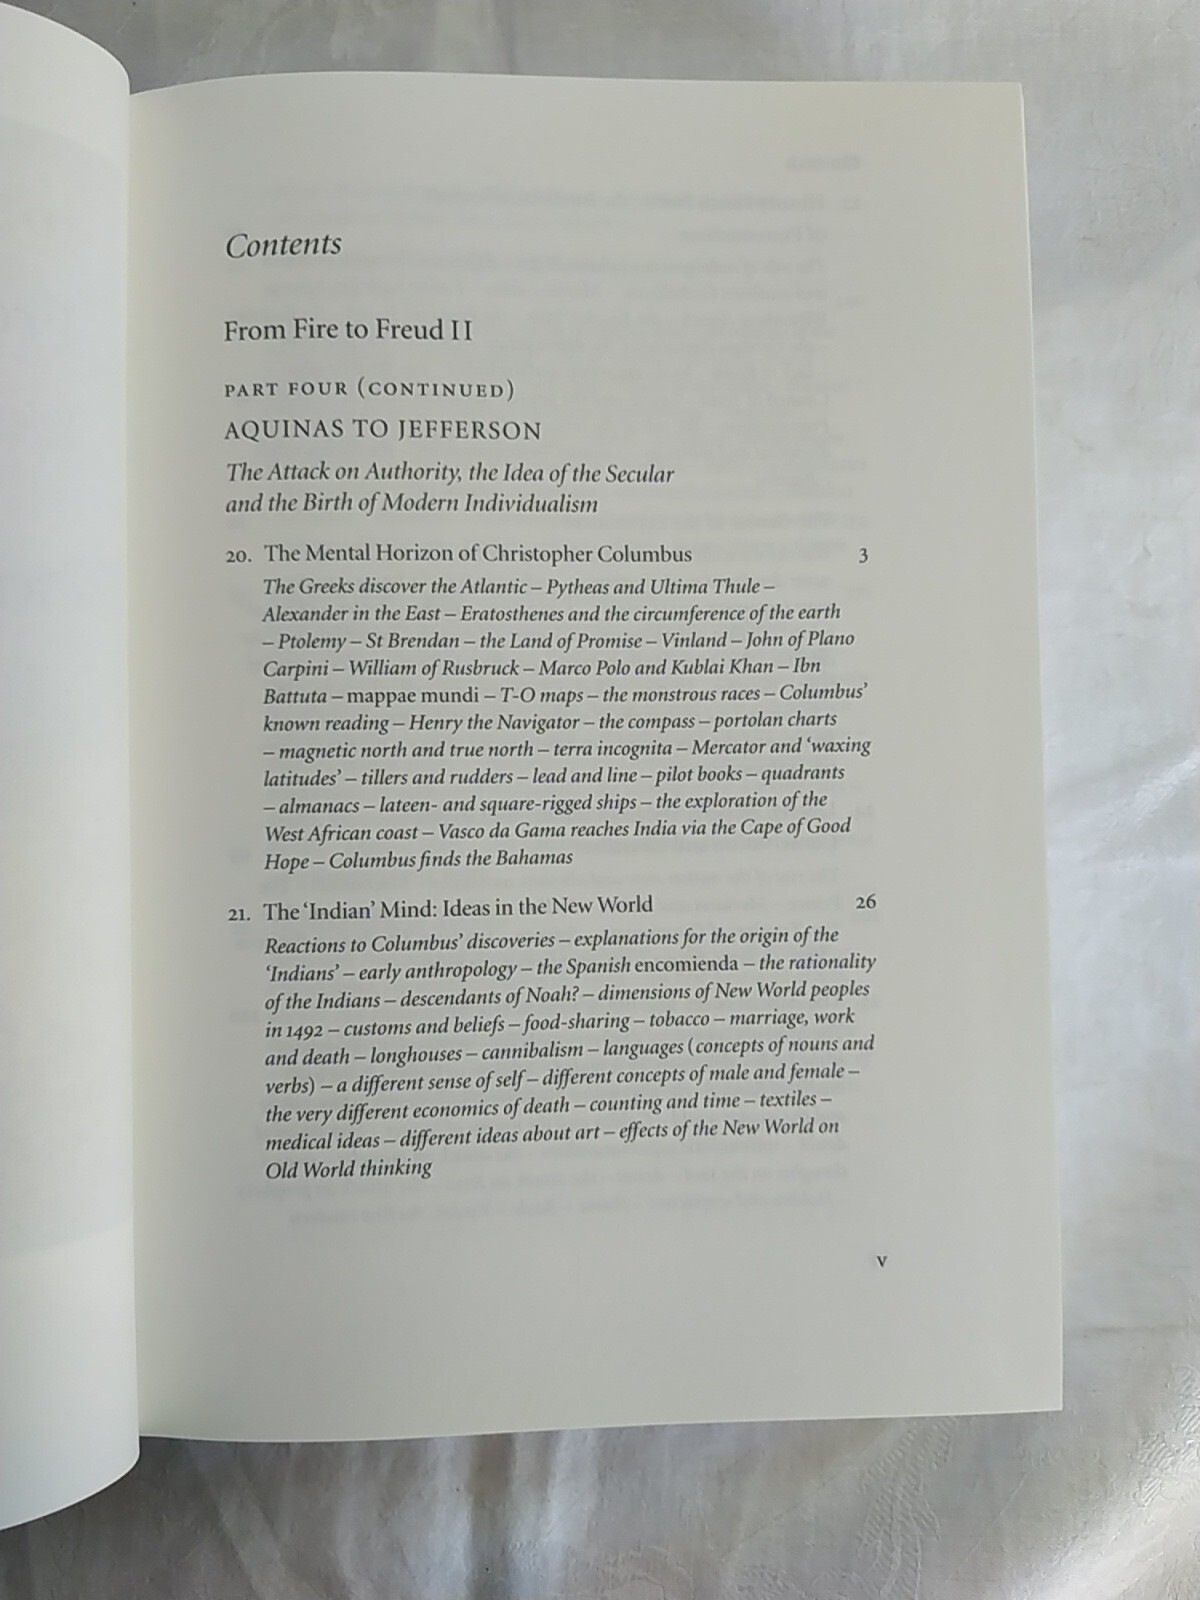 Contents
From Fire to Freud II
PART FOUR (CONTINUED)
AQUINAS TO JEFFERSON
The Attack on Authority, the Idea of the Secular
and the Birth of Modern Individualism
20. The Mental Horizon of Christopher Columbus 3
The Greeks discover the Atlantic – Pytheas and Ultima Thule –
Alexander in the East – Eratosthenes and the circumference of the earth
– Ptolemy – St Brendan – the Land of Promise – Vinland – John of Plano
Carpini – William of Rusbruck – Marco Polo and Kublai Khan – Ibn
Battuta – mappae mundi – T-O maps – the monstrous races – Columbus’
known reading – Henry the Navigator – the compass – portolan charts
– magnetic north and true north – terra incognita – Mercator and ‘waxing
latitudes’ – tillers and rudders – lead and line – pilot books – quadrants
– almanacs – lateen- and square-rigged ships – the exploration of the
West African coast – Vasco da Gama reaches India via the Cape of Good
Hope – Columbus finds the Bahamas
21. The ‘Indian’ Mind: Ideas in the New World 26
Reactions to Columbus’ discoveries – explanations for the origin of the
‘Indians’ – early anthropology – the Spanish encomienda – the rationality
of the Indians – descendants of Noah? – dimensions of New World peoples
in 1492 – customs and beliefs – food-sharing – tobacco – marriage, work
and death – longhouses – cannibalism – languages (concepts of nouns and
verbs) – a different sense of self – different concepts of male and female –
the very different economics of death – counting and time – textiles –
medical ideas – different ideas about art – effects of the New World on
Old World thinking
v